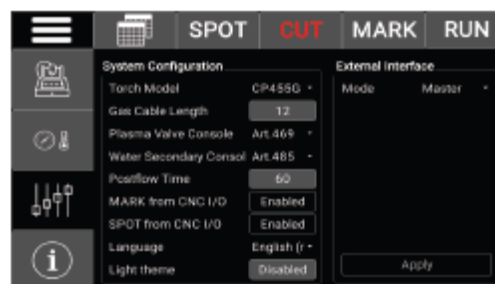 SPOT CUT MARK RUN
System Configuration
Torch Model CP455G
Gas Cable Length 12
Plasma Valve Console Art.469
Water Secondary Consol Art.485
Postflow Time 60
MARK from CNC I/O Enabled
SPOT from CNC I/O Enabled
Language English (r
Light theme Disabled
External Interface
Mode Master
Apply